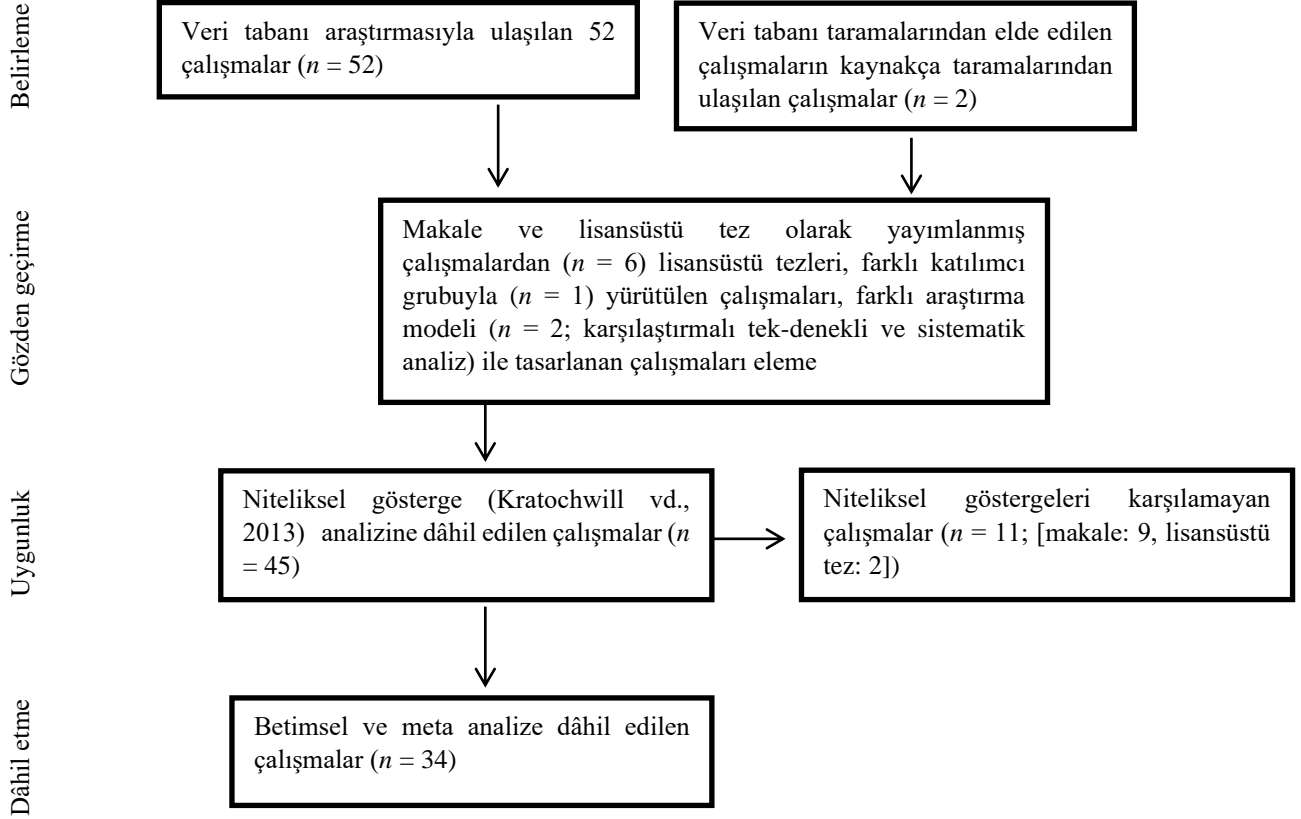 Belirleme
Veri tabanı araştırmasıyla ulaşılan 52
çalışmalar (n = 52)
Veri tabanı taramalarından elde edilen
çalışmaların kaynakça taramalarından
ulaşılan çalışmalar (n = 2)
Gözden geçirme
Makale ve lisansüstü tez olarak yayımlanmış
çalışmalardan (n = 6) lisansüstü tezleri, farklı katılımcı
grubuyla (n = 1) yürütülen çalışmaları, farklı araştırma
modeli (n = 2; karşılaştırmalı tek-denekli ve sistematik
analiz) ile tasarlanan çalışmaları eleme
Uygunluk
Niteliksel gösterge (Kratochwill vd.,
2013) analizine dâhil edilen çalışmalar (n
= 45)
Niteliksel göstergeleri karşılamayan
çalışmalar (n = 11; [makale: 9, lisansüstü
tez: 2])
Dâhil etme
Betimsel ve meta analize dâhil edilen
çalışmalar (n = 34)